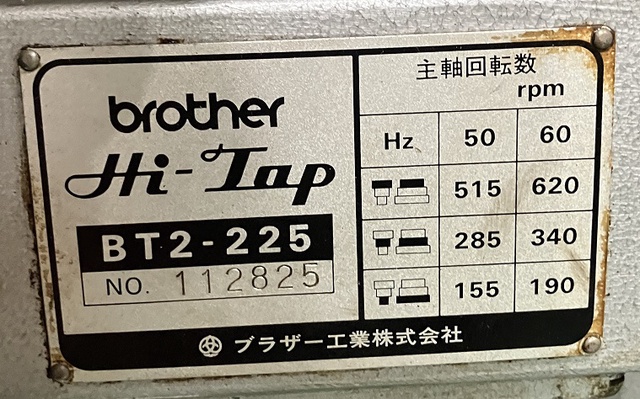 brother
Hi-Tap
BT2-225
NO. 112825
主軸回転数
rpm
Hz 50 60
515 620
285 340
155 190
ブラザー工業株式会社